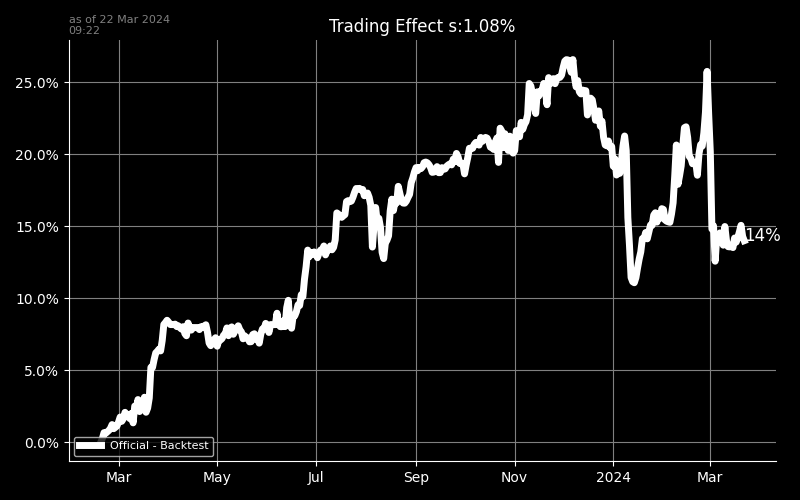 as of 22 Mar 2024
09:22
Trading Effect s:1.08%
25.0%
20.0%
15.0%
10.0%
5.0%
0.0%
14%
Official - Backtest
Mar
May
Jul
Sep
Nov
2024
Mar